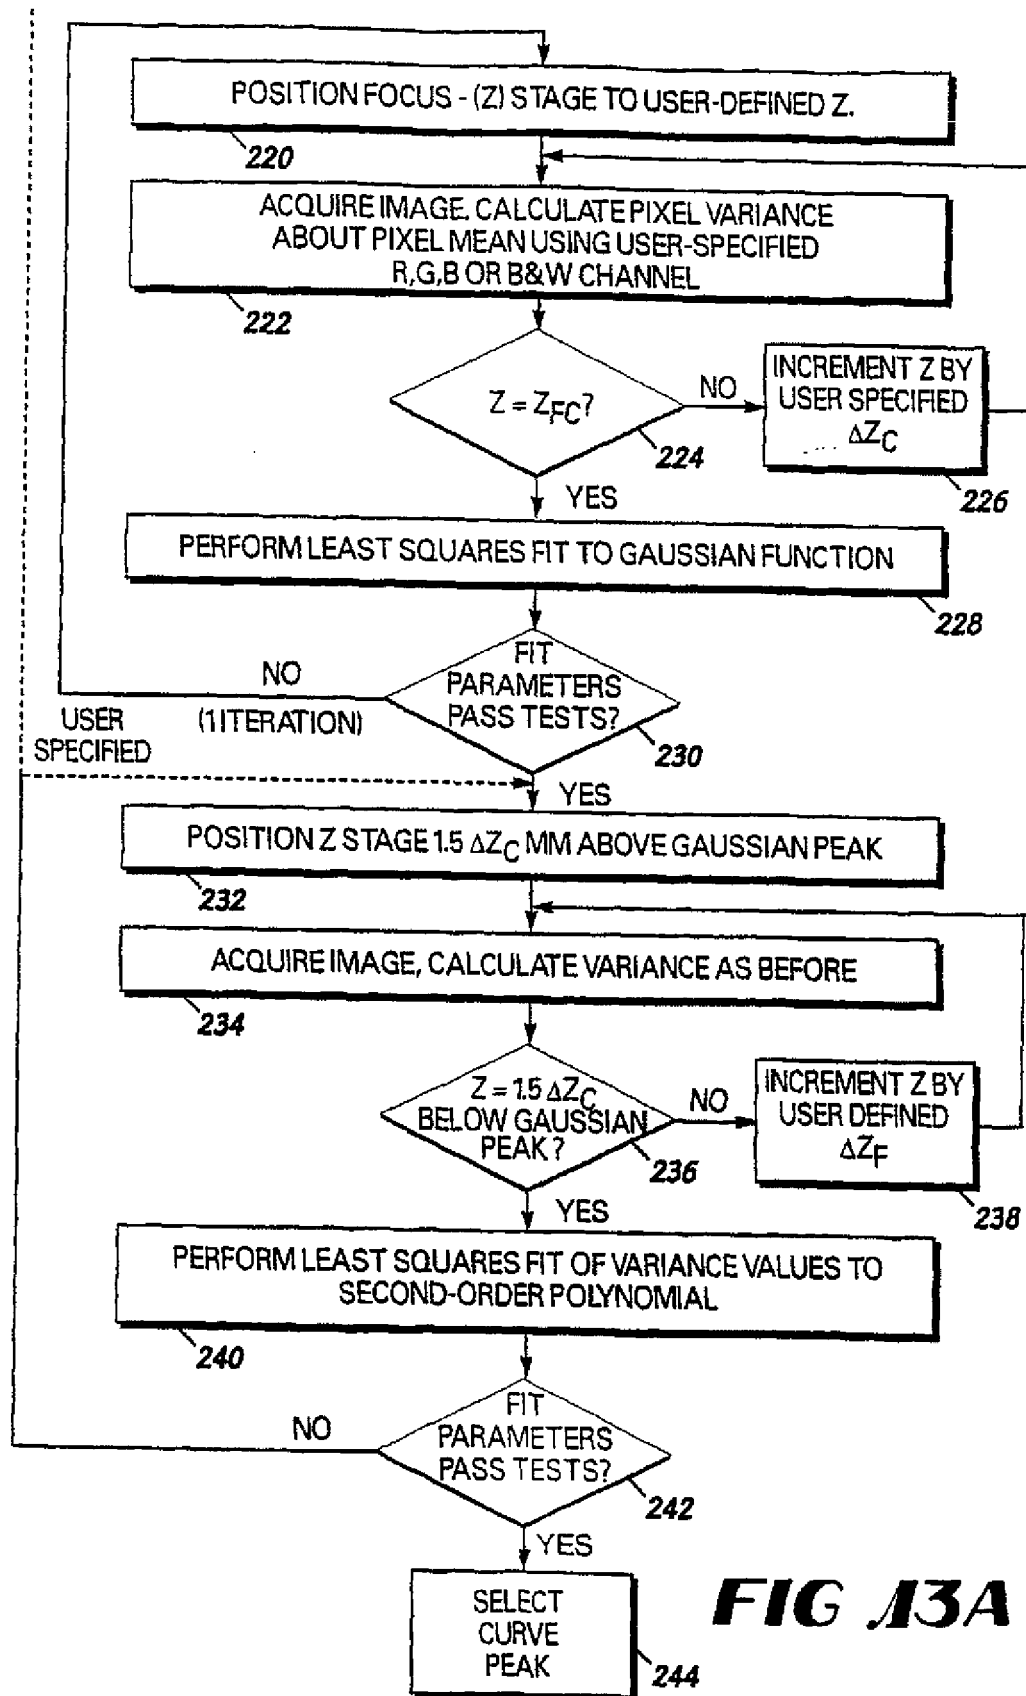 POSITION FOCUS - (Z) STAGE TO USER-DEFINED Z.
220
ACQUIRE IMAGE. CALCULATE PIXEL VARIANCE
ABOUT PIXEL MEAN USING USER-SPECIFIED
R,G,B OR B&W CHANNEL
222
Z = Z_FC?
224
NO
INCREMENT Z BY
USER SPECIFIED
ΔZ_C
226
YES
PERFORM LEAST SQUARES FIT TO GAUSSIAN FUNCTION
228
FIT
PARAMETERS
PASS TESTS?
230
NO
(1 ITERATION)
USER
SPECIFIED
YES
POSITION Z STAGE 1.5 ΔZ_C MM ABOVE GAUSSIAN PEAK
232
ACQUIRE IMAGE, CALCULATE VARIANCE AS BEFORE
234
Z = 1.5 ΔZ_C
BELOW GAUSSIAN
PEAK?
236
NO
INCREMENT Z BY
USER DEFINED
ΔZ_F
238
YES
PERFORM LEAST SQUARES FIT OF VARIANCE VALUES TO
SECOND-ORDER POLYNOMIAL
240
FIT
PARAMETERS
PASS TESTS?
242
NO
YES
SELECT
CURVE
PEAK
244
FIG 13A